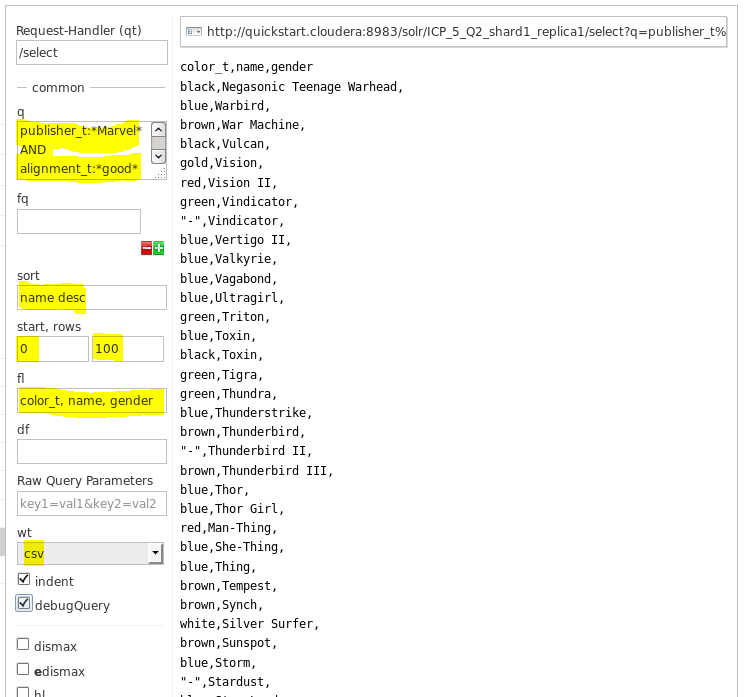 Request-Handler (qt)
/select
common
q
publisher_t:*Marvel*
AND
alignment_t:*good*
fq
sort
name desc
start, rows
0 100
fl
color_t, name, gender
df
Raw Query Parameters
key1=val1&key2=val2
wt
csv
indent
debugQuery
dismax
edismax
hl
http://quickstart.cloudera:8983/solr/ICP_5_Q2_shard1_replica1/select?q=publisher_t%
color_t,name,gender
black,Negasonic Teenage Warhead,
blue,Warbird,
brown,War Machine,
black,Vulcan,
gold,Vision,
red,Vision II,
green,Vindicator,
"-",Vindicator,
blue,Vertigo II,
blue,Valkyrie,
blue,Vagabond,
blue,Ultragirl,
green,Triton,
blue,Toxin,
black,Toxin,
green,Tigra,
green,Thundra,
blue,Thunderstrike,
brown,Thunderbird,
"-",Thunderbird II,
brown,Thunderbird III,
blue,Thor,
blue,Thor Girl,
red,Man-Thing,
blue,She-Thing,
blue,Thing,
brown,Tempest,
brown,Synch,
white,Silver Surfer,
brown,Sunspot,
blue,Storm,
"-",Stardust,